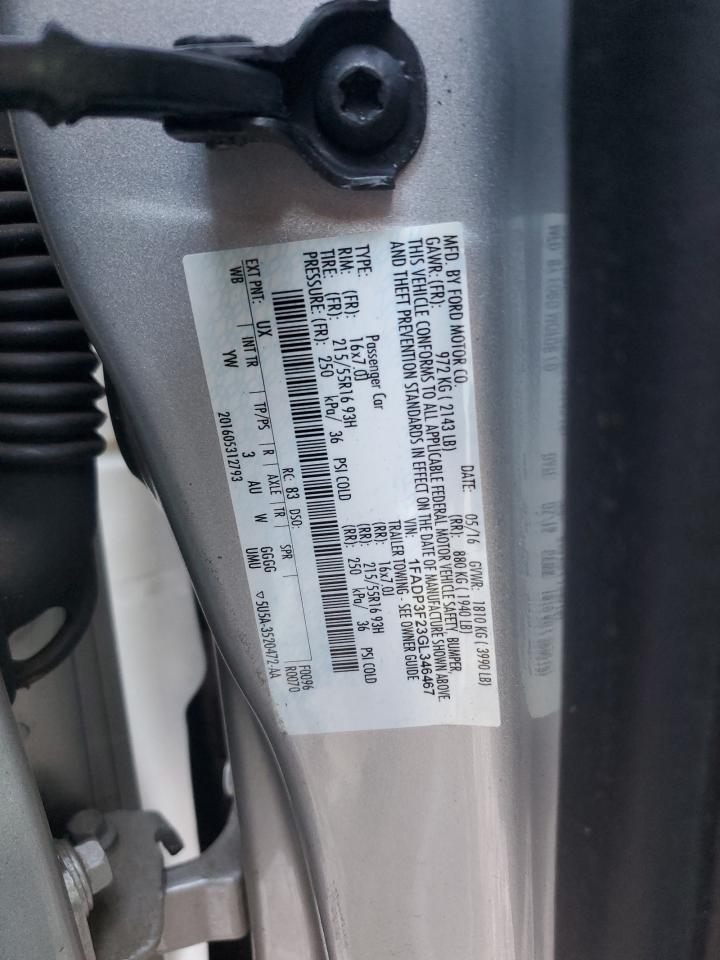 MFD. BY FORD MOTOR CO.
DATE: 05/16 GVWR: 1810 KG ( 3990 LB)
GAWR: (FR): 972 KG ( 2143 LB) (RR): 880 KG ( 1940 LB)
THIS VEHICLE CONFORMS TO ALL APPLICABLE FEDERAL MOTOR VEHICLE SAFETY, BUMPER,
AND THEFT PREVENTION STANDARDS IN EFFECT ON THE DATE OF MANUFACTURE SHOWN ABOVE
VIN: 1FADP3F23GL346467
TYPE: Passenger Car TRAILER TOWING - SEE OWNER GUIDE
RIM: (FR): 16x7.0J (RR): 16x7.0J
TIRE: (FR): 215/55R16 93H (RR): 215/55R16 93H
PRESSURE: (FR): 250 kPa/ 36 PSI COLD (RR): 250 kPa/ 36 PSI COLD
F0096
R0070
RC: 83 DSO:
EXT PNT: UX INT TR TP/PS R AXLE TR SPR ▽ 5U5A-3520472-AA
WB YW 3 AU W GGGG
201605312793 UMU